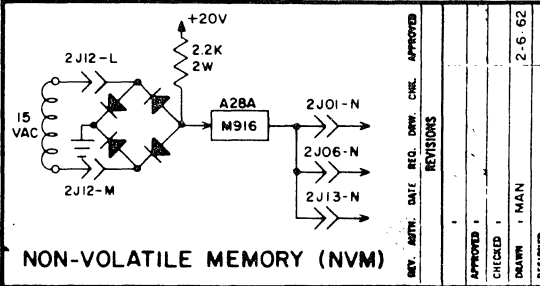 +20V
2J12-L
2.2K
2W
15
VAC
A28A
M916
2J01-N
2J06-N
2J13-N
2J12-M
NON-VOLATILE MEMORY (NVM)
REV. AUTH. DATE REQ. DRW. CHK. APPROVED
REVISIONS
APPROVED
CHECKED
DRAWN MAN 2-6-62